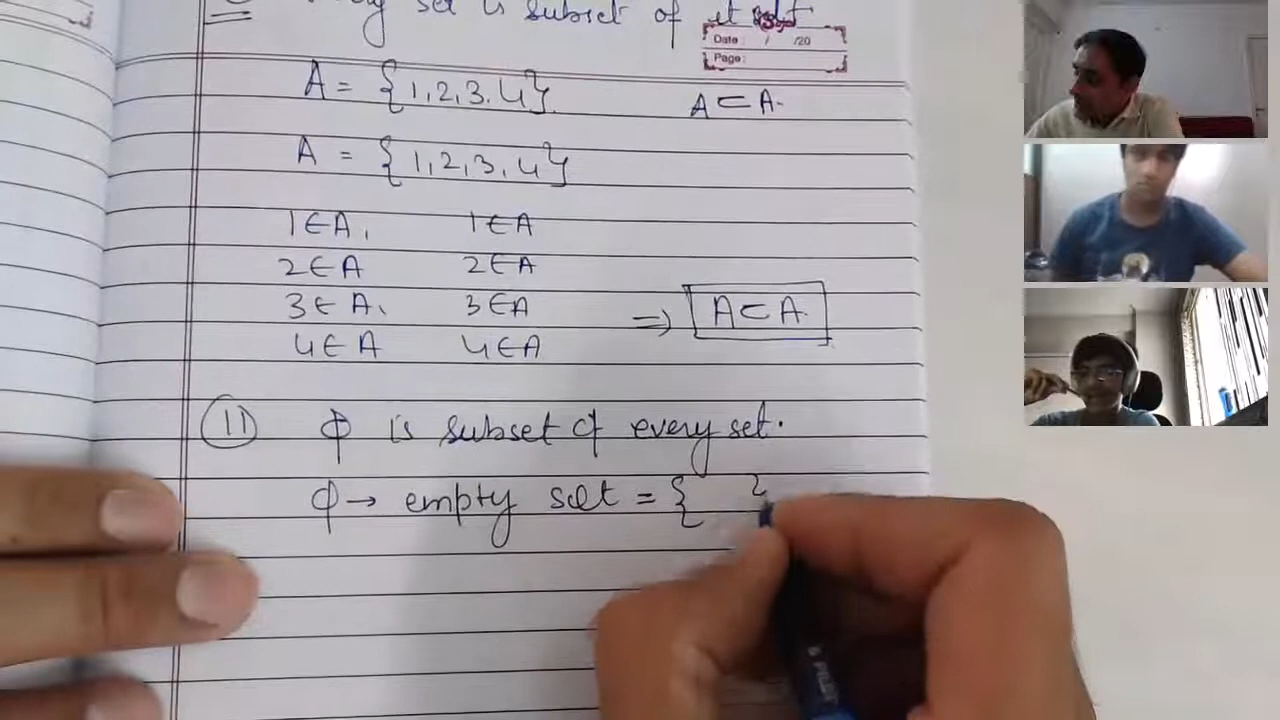 set is subset of
Date : / /20
Page:
A = {1,2,3,4}. A⊂A.
A = {1,2,3,4}
1∈A, 1∈A
2∈A 2∈A
3∈A, 3∈A
4∈A 4∈A
⇒ A⊂A.
(11) ϕ is subset of every set.
ϕ→ empty set = { }
PILOT